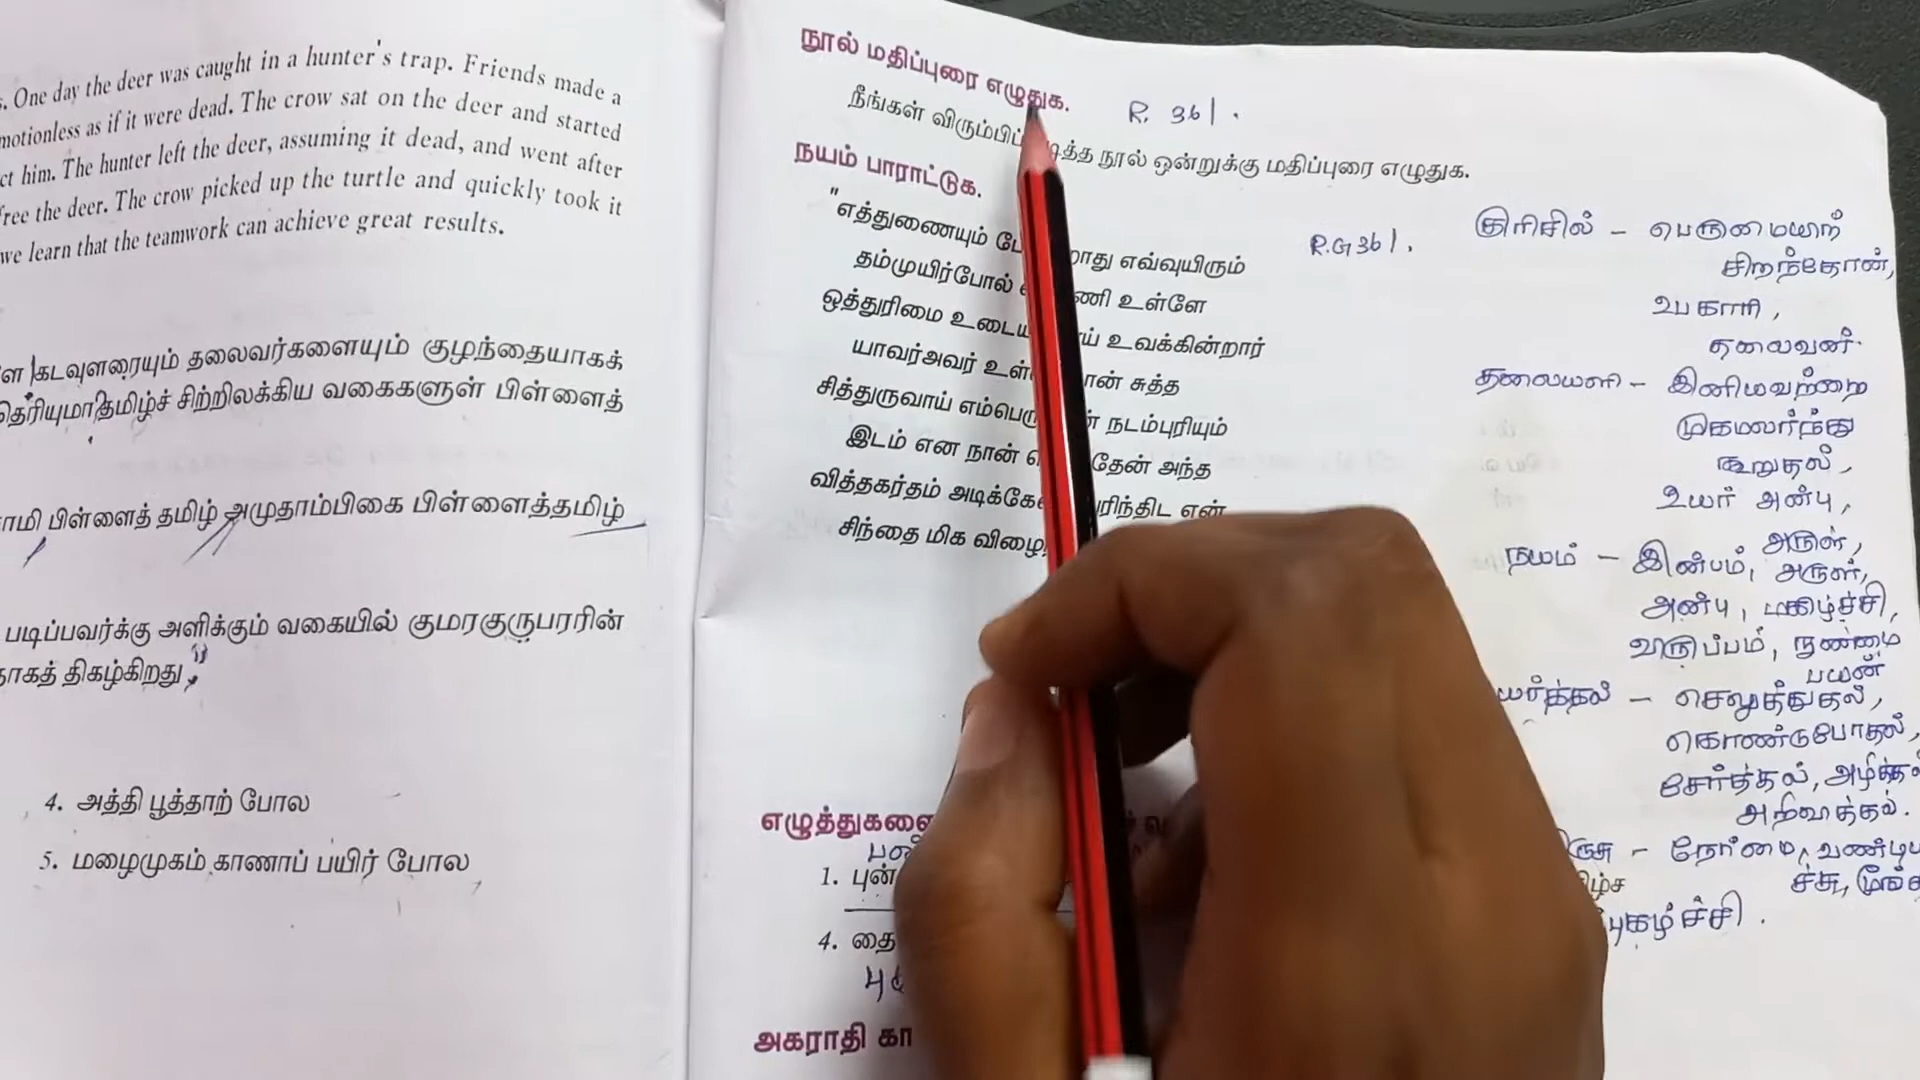 s. One day the deer was caught in a hunter's trap. Friends made a
motionless as if it were dead. The crow sat on the deer and started
ct him. The hunter left the deer, assuming it dead, and went after
free the deer. The crow picked up the turtle and quickly took it
we learn that the teamwork can achieve great results.
கடவுளரையும் தலைவர்களையும் குழந்தையாகக்
தெரியுமா தமிழ்ச் சிற்றிலக்கிய வகைகளுள் பிள்ளைத்
ாமி பிள்ளைத் தமிழ் அமுதாம்பிகை பிள்ளைத்தமிழ்
படிப்பவர்க்கு அளிக்கும் வகையில் குமரகுருபரரின்
ாகத் திகழ்கிறது
4. அத்தி பூத்தாற் போல
5. மழைமுகம் காணாப் பயிர் போல
நூல் மதிப்புரை எழுதுக.
R. 361.
நீங்கள் விரும்பிப் த்த நூல் ஒன்றுக்கு மதிப்புரை எழுதுக.
நயம் பாராட்டுக.
R.G 361.
"எத்துணையும் பே றாது எவ்வுயிரும்
தம்முயிர்போல் ணி உள்ளே
ஒத்துரிமை உடைய ய் உவக்கின்றார்
யாவர்அவர் உள் ான் சுத்த
சித்துருவாய் எம்பெரு ன் நடம்புரியும்
இடம் என நான் தேன் அந்த
வித்தகர்தம் அடிக்கே புரிந்திட என்
சிந்தை மிக விழை
எழுத்துகளை
1. புன்
4. தை
அகராதி கா
குரிசில் – பெருமையாற்
சிறந்தோன்,
உபகாரி,
தலைவன்.
தலையளி – இனிமவற்றை
முகமலர்ந்து
கூறுதல்,
உயர் அன்பு,
அருள்,
நயம் – இன்பம், அருள்,
அன்பு, மகிழ்ச்சி,
விருப்பம், நன்மை
பயன்
யர்த்தல் – செலுத்துதல்,
கொண்டுபோதல்,
சேர்த்தல், அழித்தல்
அறிவித்தல்.
ருசு – நேர்மை, வண்டிய
ச்சு,
புகழ்ச்சி.